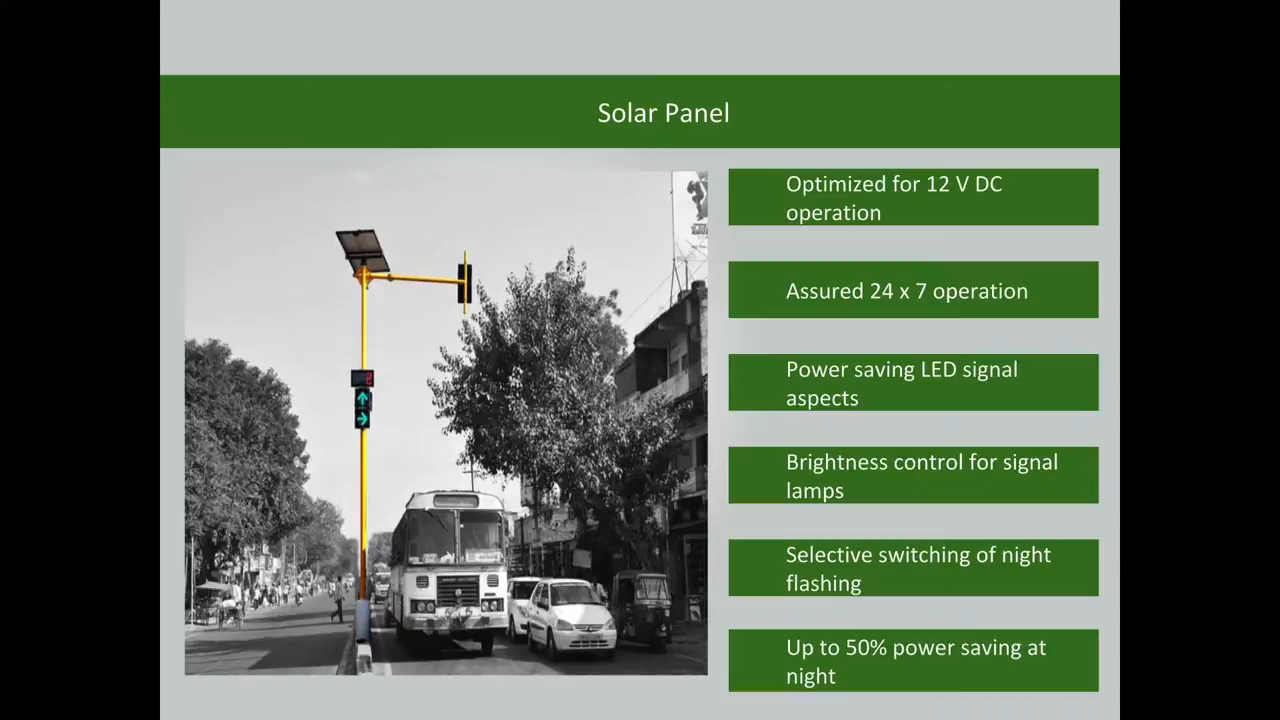 Solar Panel
Optimized for 12 V DC
operation
Assured 24 x 7 operation
Power saving LED signal
aspects
Brightness control for signal
lamps
Selective switching of night
flashing
Up to 50% power saving at
night
2